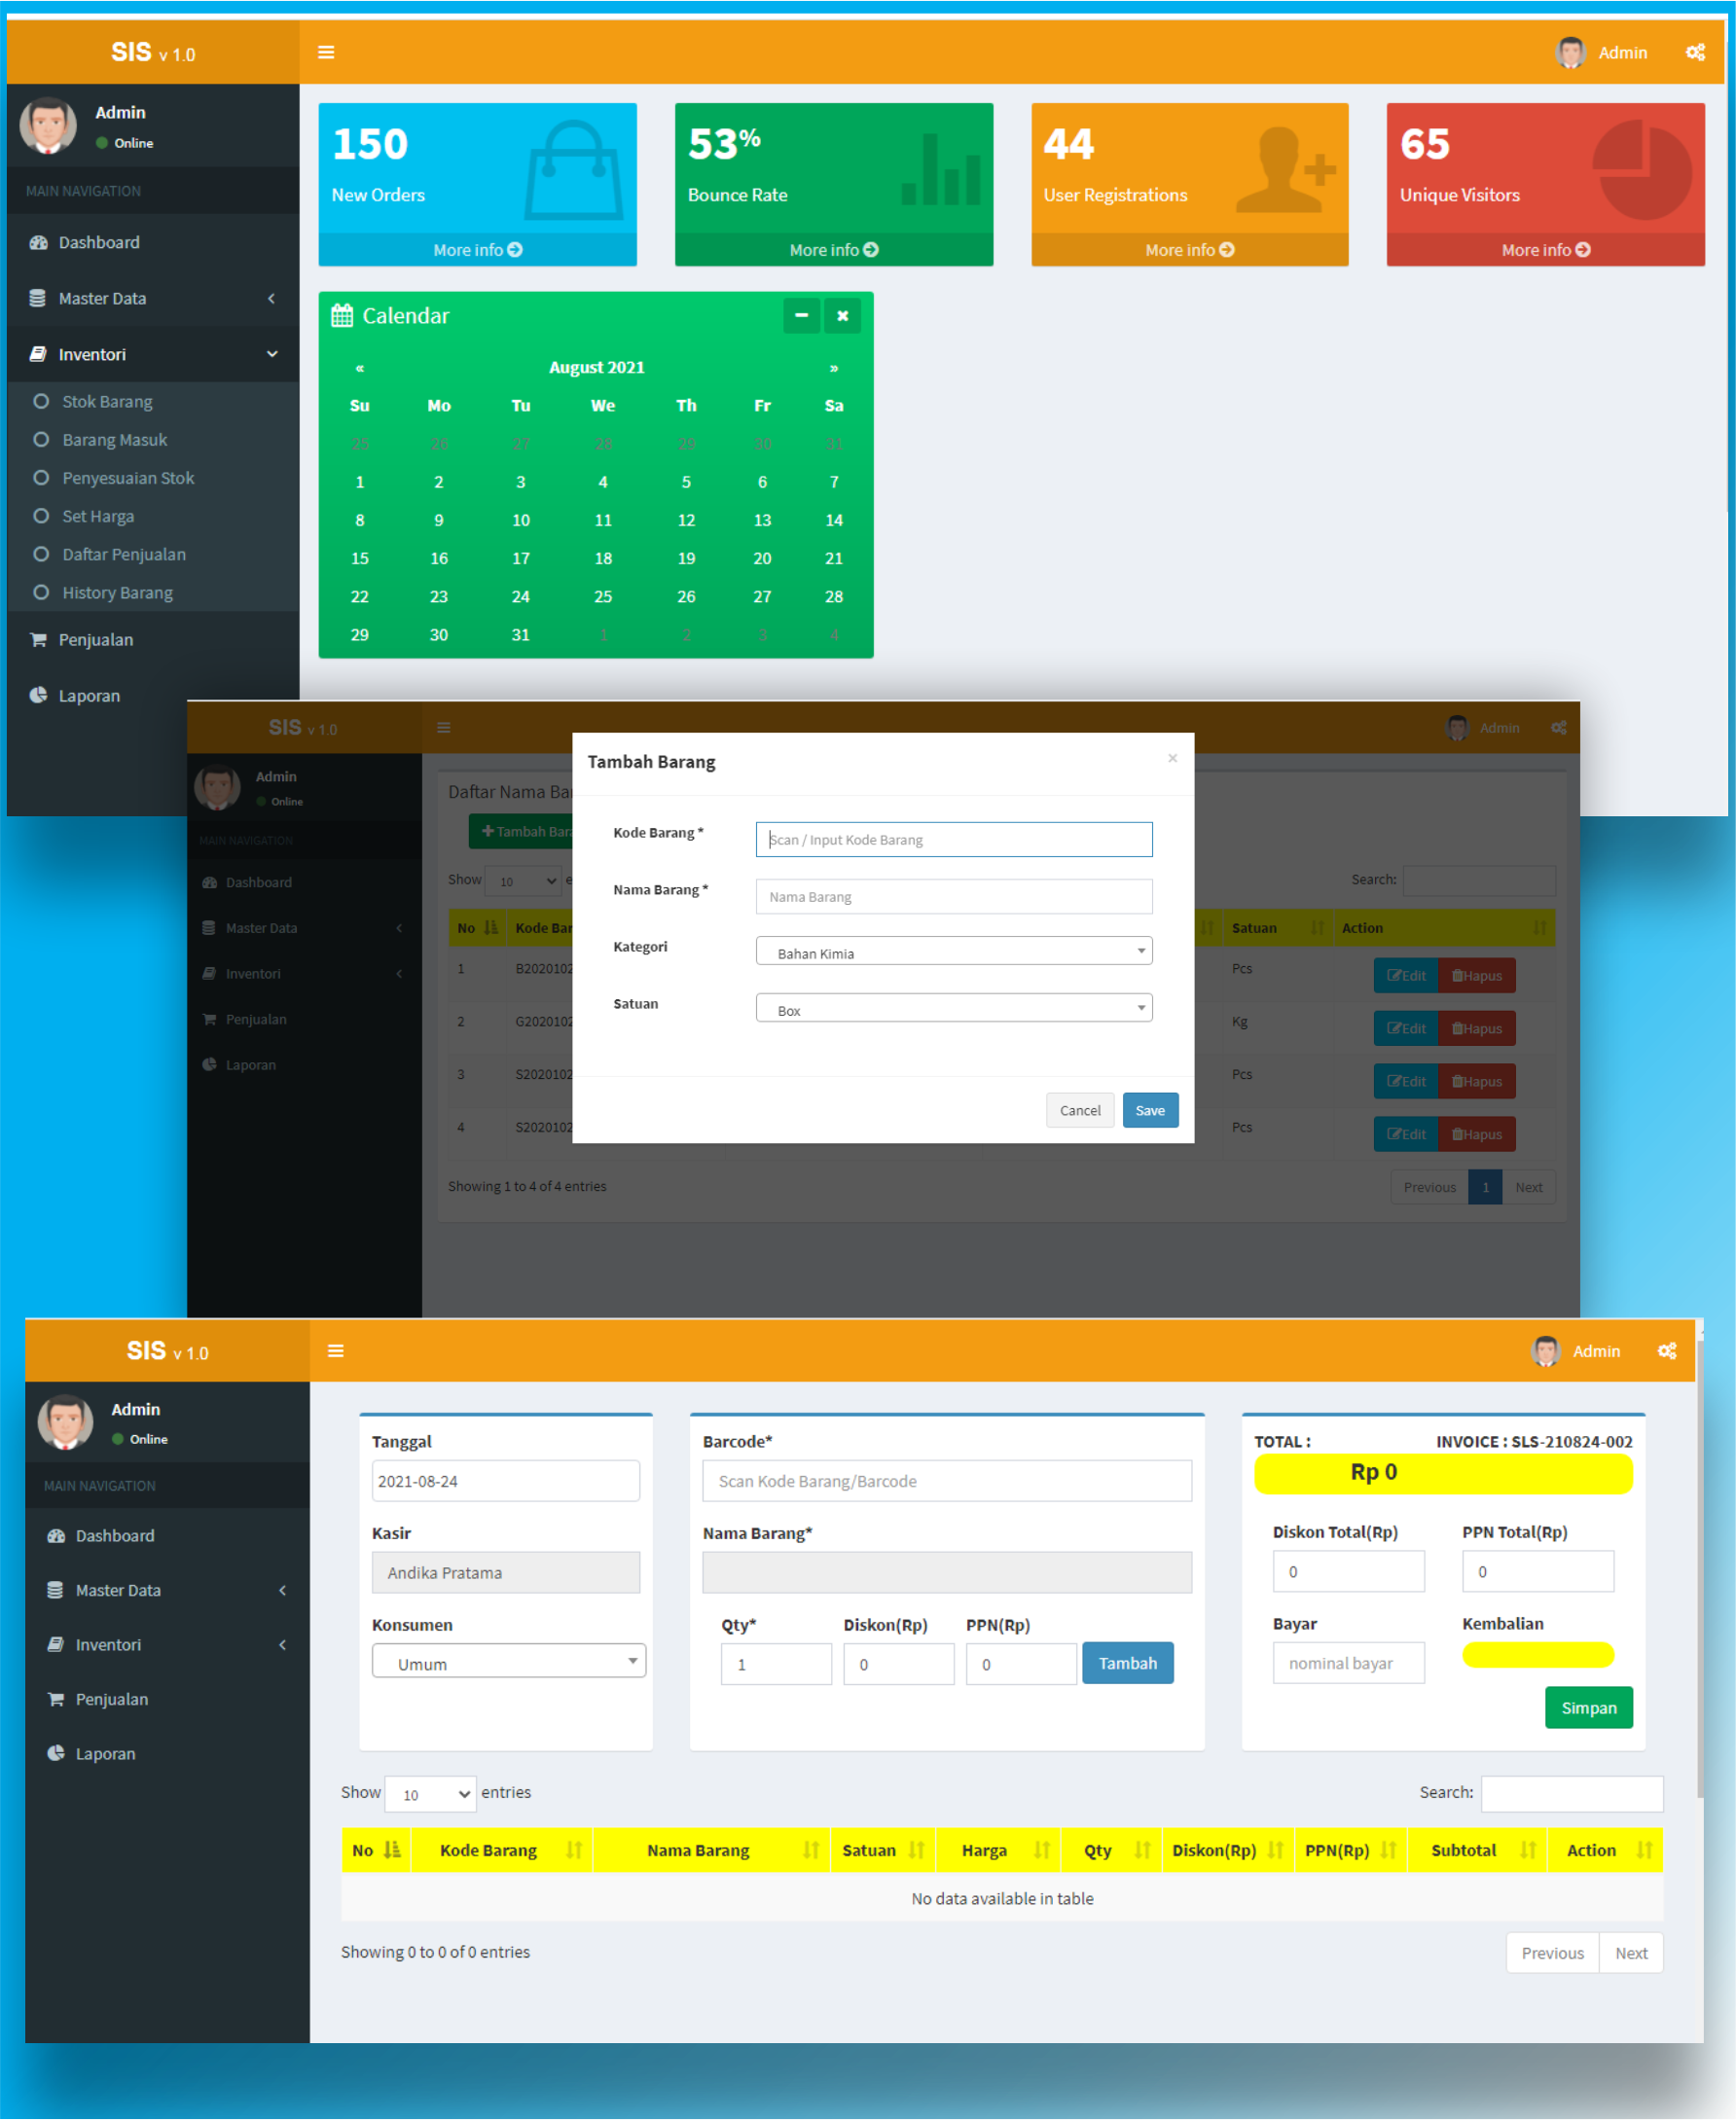 SIS v 1.0
Admin
Admin
Online
MAIN NAVIGATION
Dashboard
Master Data
Inventori
Stok Barang
Barang Masuk
Penyesuaian Stok
Set Harga
Daftar Penjualan
History Barang
Penjualan
Laporan
150
New Orders
More info
53%
Bounce Rate
More info
44
User Registrations
More info
65
Unique Visitors
More info
Calendar
« August 2021 »
Su Mo Tu We Th Fr Sa
25 26 27 28 29 30 31
1 2 3 4 5 6 7
8 9 10 11 12 13 14
15 16 17 18 19 20 21
22 23 24 25 26 27 28
29 30 31 1 2 3 4
SIS v 1.0
Admin
Admin
Online
MAIN NAVIGATION
Dashboard
Master Data
Inventori
Penjualan
Laporan
Daftar Nama
Tambah
Show 10
Search:
No Kode Satuan Action
1 B2020102 Pcs Edit Hapus
2 G2020102 Kg Edit Hapus
3 S2020102 Pcs Edit Hapus
4 S2020102 Pcs Edit Hapus
Showing 1 to 4 of 4 entries
Previous 1 Next
Tambah Barang ×
Kode Barang * Scan / Input Kode Barang
Nama Barang * Nama Barang
Kategori Bahan Kimia
Satuan Box
Cancel Save
SIS v 1.0
Admin
Admin
Online
MAIN NAVIGATION
Dashboard
Master Data
Inventori
Penjualan
Laporan
Tanggal
2021-08-24
Kasir
Andika Pratama
Konsumen
Umum
Barcode*
Scan Kode Barang/Barcode
Nama Barang*
Qty* Diskon(Rp) PPN(Rp)
1 0 0 Tambah
TOTAL : INVOICE : SLS-210824-002
Rp 0
Diskon Total(Rp) PPN Total(Rp)
0 0
Bayar Kembalian
nominal bayar
Simpan
Show 10 entries
Search:
No Kode Barang Nama Barang Satuan Harga Qty Diskon(Rp) PPN(Rp) Subtotal Action
No data available in table
Showing 0 to 0 of 0 entries
Previous Next